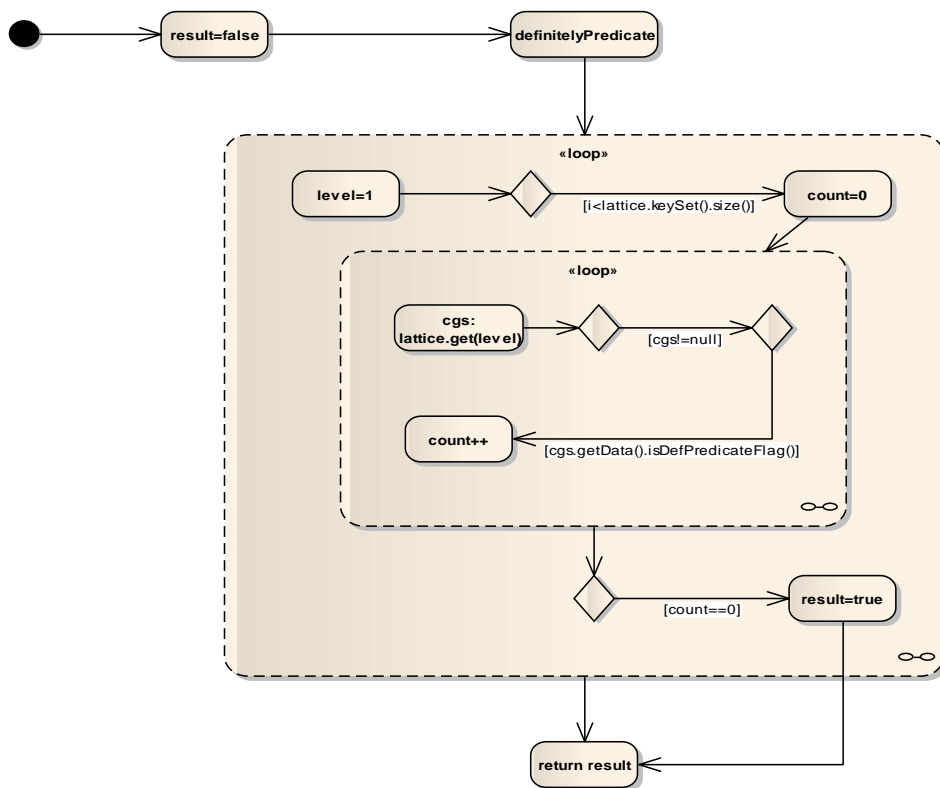 result=false
definitelyPredicate
«loop»
level=1
[i<lattice.keySet().size()]
count=0
«loop»
cgs:
lattice.get(level)
[cgs!=null]
count++
[cgs.getData().isDefPredicateFlag()]
[count==0]
result=true
return result